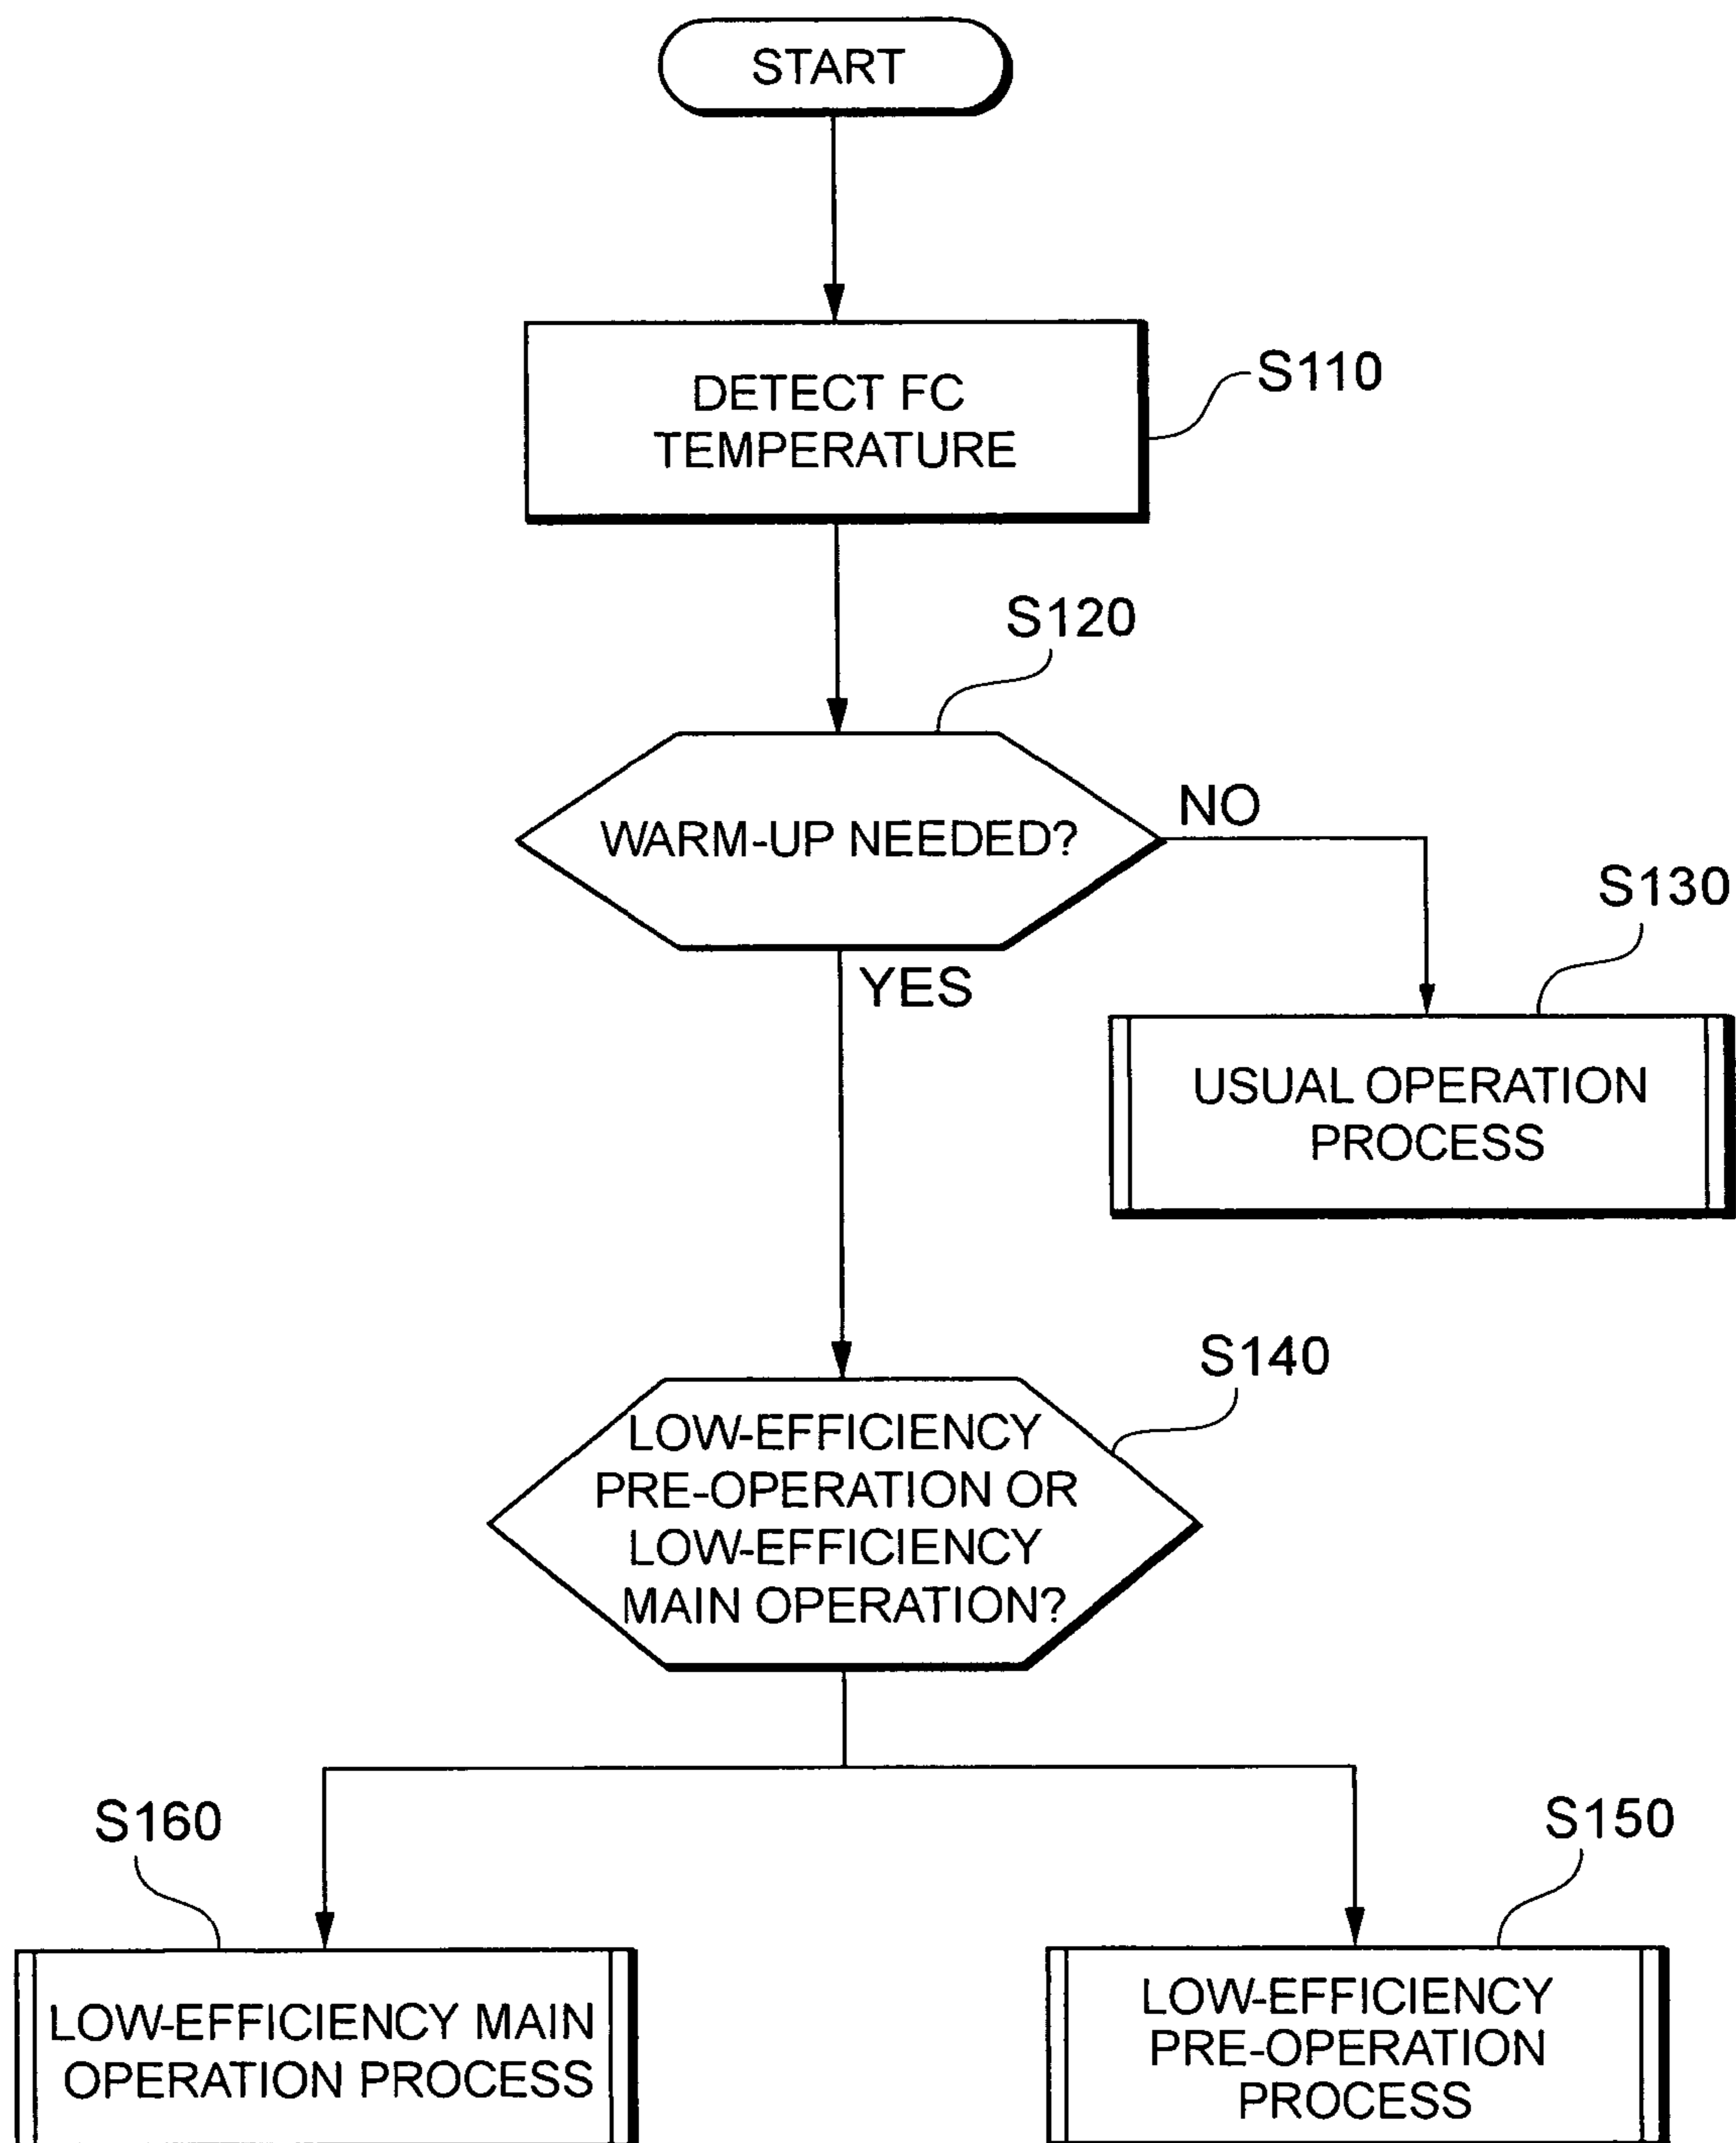 START
DETECT FC
TEMPERATURE
S110
S120
WARM-UP NEEDED?
NO
YES
S130
USUAL OPERATION
PROCESS
S140
LOW-EFFICIENCY
PRE-OPERATION OR
LOW-EFFICIENCY
MAIN OPERATION?
S160
LOW-EFFICIENCY MAIN
OPERATION PROCESS
S150
LOW-EFFICIENCY
PRE-OPERATION
PROCESS